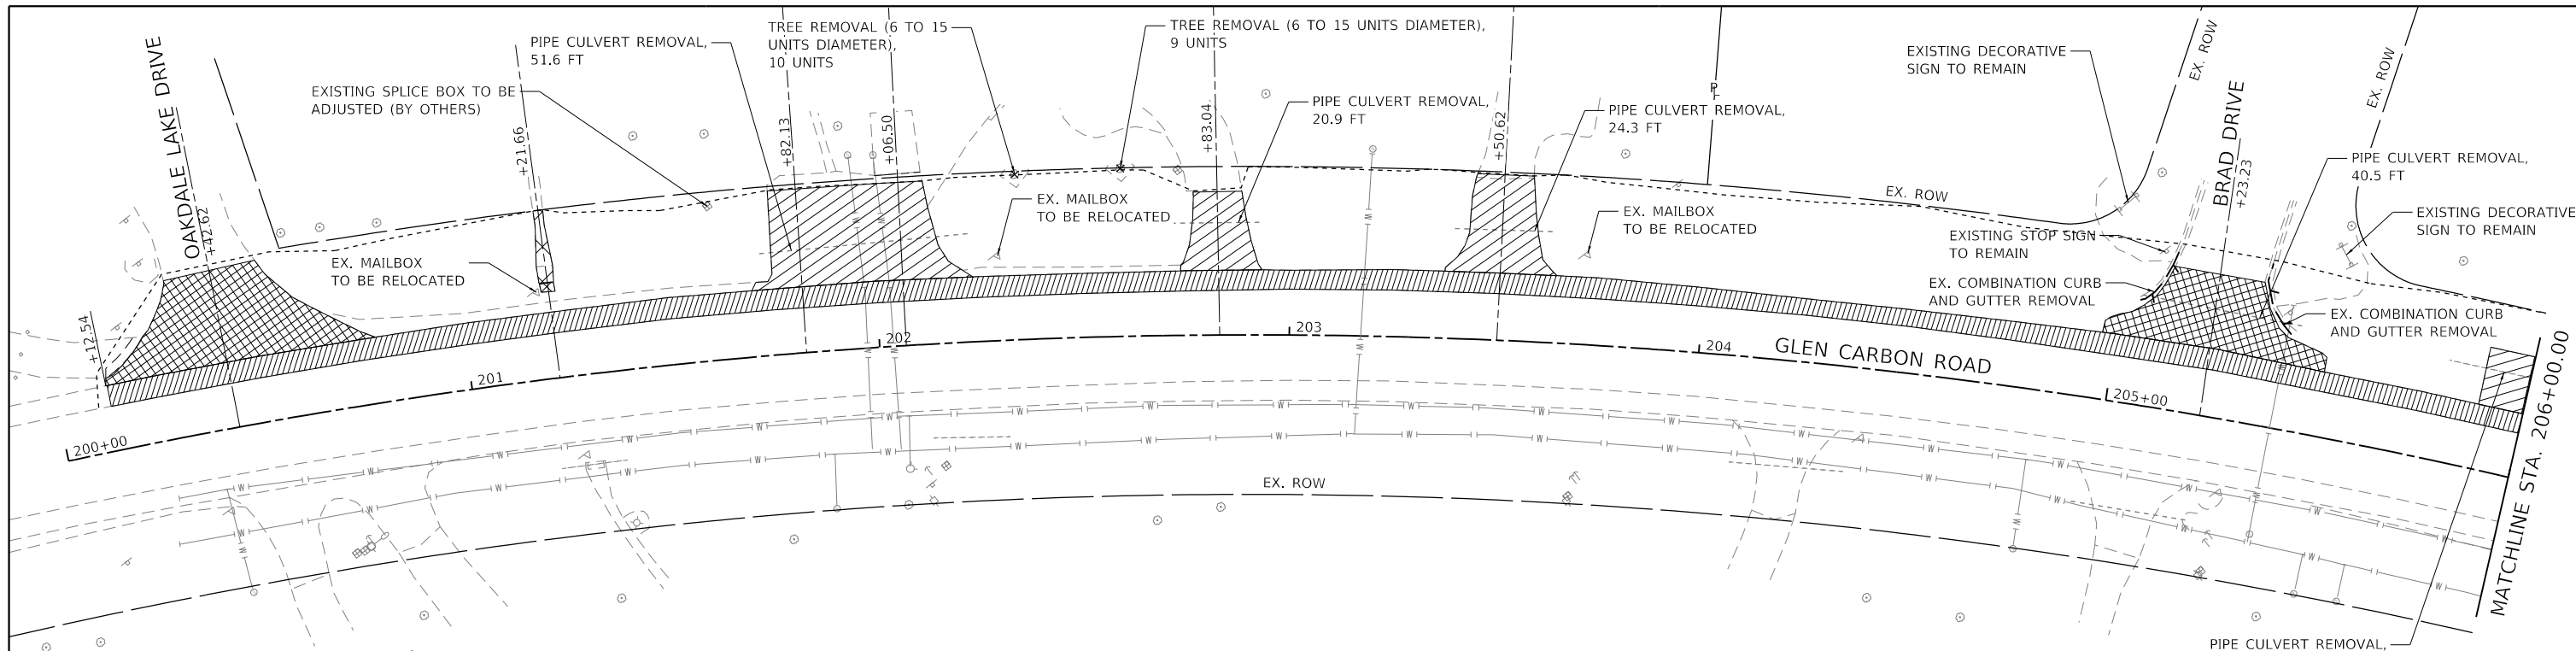 OAKDALE LAKE DRIVE
+42.62
+12.54
EXISTING SPLICE BOX TO BE
ADJUSTED (BY OTHERS)
+21.66
PIPE CULVERT REMOVAL,
51.6 FT
TREE REMOVAL (6 TO 15
UNITS DIAMETER),
10 UNITS
+82.13
+06.50
TREE REMOVAL (6 TO 15 UNITS DIAMETER),
9 UNITS
+83.04
PIPE CULVERT REMOVAL,
20.9 FT
+50.62
PIPE CULVERT REMOVAL,
24.3 FT
PL
EXISTING DECORATIVE
SIGN TO REMAIN
EX. ROW
EX. ROW
BRAD DRIVE
+23.23
PIPE CULVERT REMOVAL,
40.5 FT
EX. ROW
EX. MAILBOX
TO BE RELOCATED
EX. MAILBOX
TO BE RELOCATED
EX. MAILBOX
TO BE RELOCATED
EXISTING STOP SIGN
TO REMAIN
EXISTING DECORATIVE
SIGN TO REMAIN
EX. COMBINATION CURB
AND GUTTER REMOVAL
EX. COMBINATION CURB
AND GUTTER REMOVAL
200+00
201
202
203
204
GLEN CARBON ROAD
205+00
MATCHLINE STA. 206+00.00
EX. ROW
PIPE CULVERT REMOVAL,